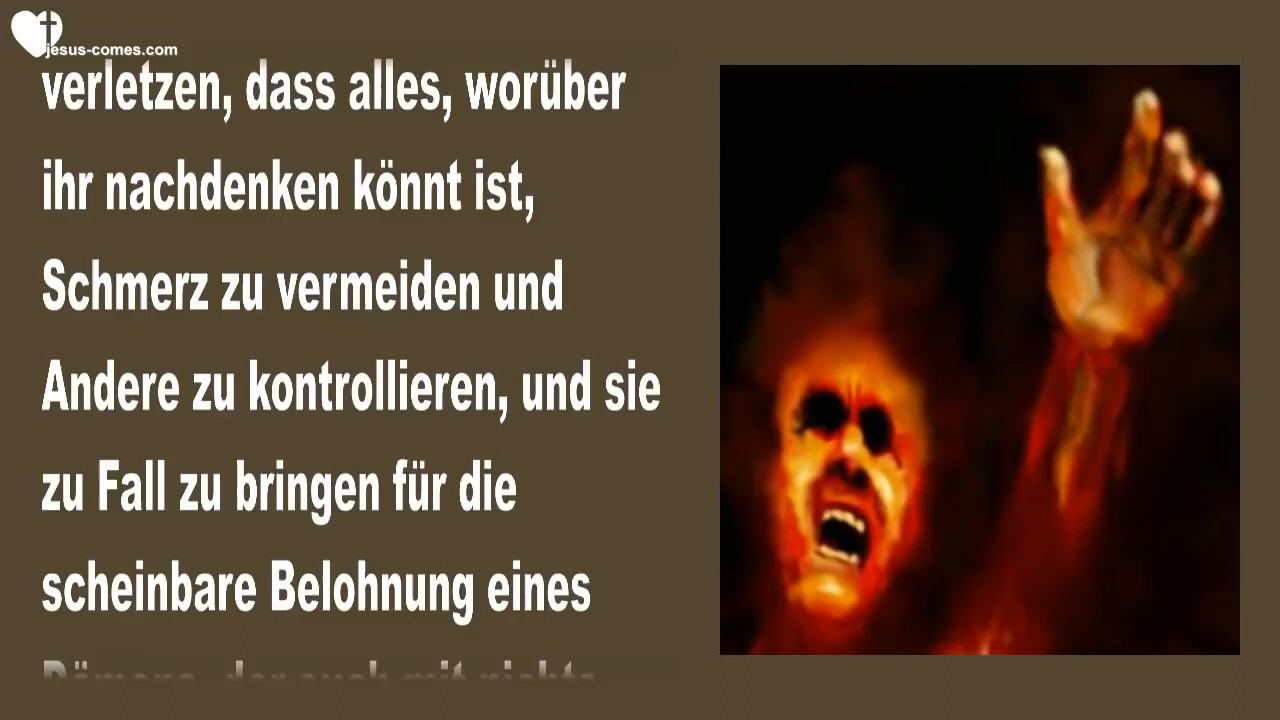 jesus-comes.com
verletzen, dass alles, worüber
ihr nachdenken könnt ist,
Schmerz zu vermeiden und
Andere zu kontrollieren, und sie
zu Fall zu bringen für die
scheinbare Belohnung eines